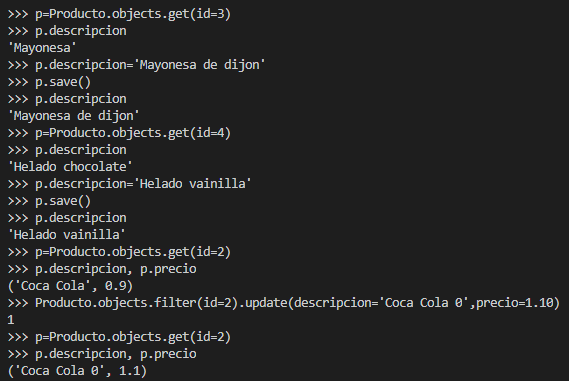 >>> p=Producto.objects.get(id=3)
>>> p.descripcion
'Mayonesa'
>>> p.descripcion='Mayonesa de dijon'
>>> p.save()
>>> p.descripcion
'Mayonesa de dijon'
>>> p=Producto.objects.get(id=4)
>>> p.descripcion
'Helado chocolate'
>>> p.descripcion='Helado vainilla'
>>> p.save()
>>> p.descripcion
'Helado vainilla'
>>> p=Producto.objects.get(id=2)
>>> p.descripcion, p.precio
('Coca Cola', 0.9)
>>> Producto.objects.filter(id=2).update(descripcion='Coca Cola 0',precio=1.10)
1
>>> p=Producto.objects.get(id=2)
>>> p.descripcion, p.precio
('Coca Cola 0', 1.1)